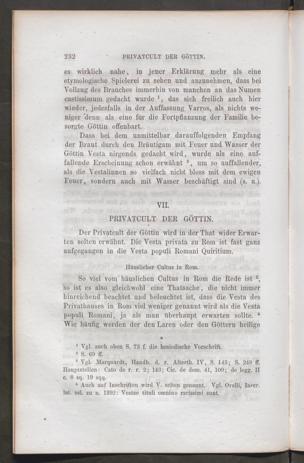 232 PRIVATCULT DER GÖTTIN.
es wirklich nahe, in jener Erklärung mehr als eine
etymologische Spielerei zu sehen und anzunehmen, dass bei
Vollzug des Brauches immerhin von manchen an das Numen
castissimum gedacht wurde ¹, das sich freilich auch hier
wieder, jedesfalls in der Auffassung Varros, als nichts we-
niger denn als eine für die Fortpflanzung der Familie be-
sorgte Göttin offenbart.
Dass bei dem unmittelbar darauffolgenden Empfang
der Braut durch den Bräutigam mit Feuer und Wasser der
Göttin Vesta nirgends gedacht wird, wurde als eine auf-
fallende Erscheinung schon erwähnt ², um so auffallender,
als die Vestalinnen so vielfach nicht bloss mit dem ewigen
Feuer, sondern auch mit Wasser beschäftigt sind (s. u.).
VII.
PRIVATCULT DER GÖTTIN.
Der Privatcult der Göttin wird in der That wider Erwar-
ten selten erwähnt. Die Vesta privata zu Rom ist fast ganz
aufgegangen in die Vesta populi Romani Quiritium.
Häuslicher Cultus in Rom.
So viel vom häuslichen Cultus in Rom die Rede ist ³,
so ist es also gleichwohl eine Thatsache, die nicht immer
hinreichend beachtet und beleuchtet ist, dass die Vesta des
Privathauses in Rom viel weniger genannt wird als die Vesta
populi Romani, ja als man überhaupt erwarten sollte. ⁴
Wie häufig werden der den Laren oder den Göttern heilige
¹ Vgl. auch oben S. 73 f. die hesiodische Vorschrift.
² S. 69 ff.
³ Vgl. Marquardt, Handb. d. r. Alterth. IV, S. 145; S. 249 ff.
Hauptstellen: Cato de r. r. 2; 143; Cic. de dom. 41, 109; de legg. II
c. 8 sq. 19 sqq.
⁴ Auch auf Inschriften wird V. selten genannt. Vgl. Orelli, Inscr.
lat. sel. zu n. 1392: Vestae tituli omnino rarissimi sunt.